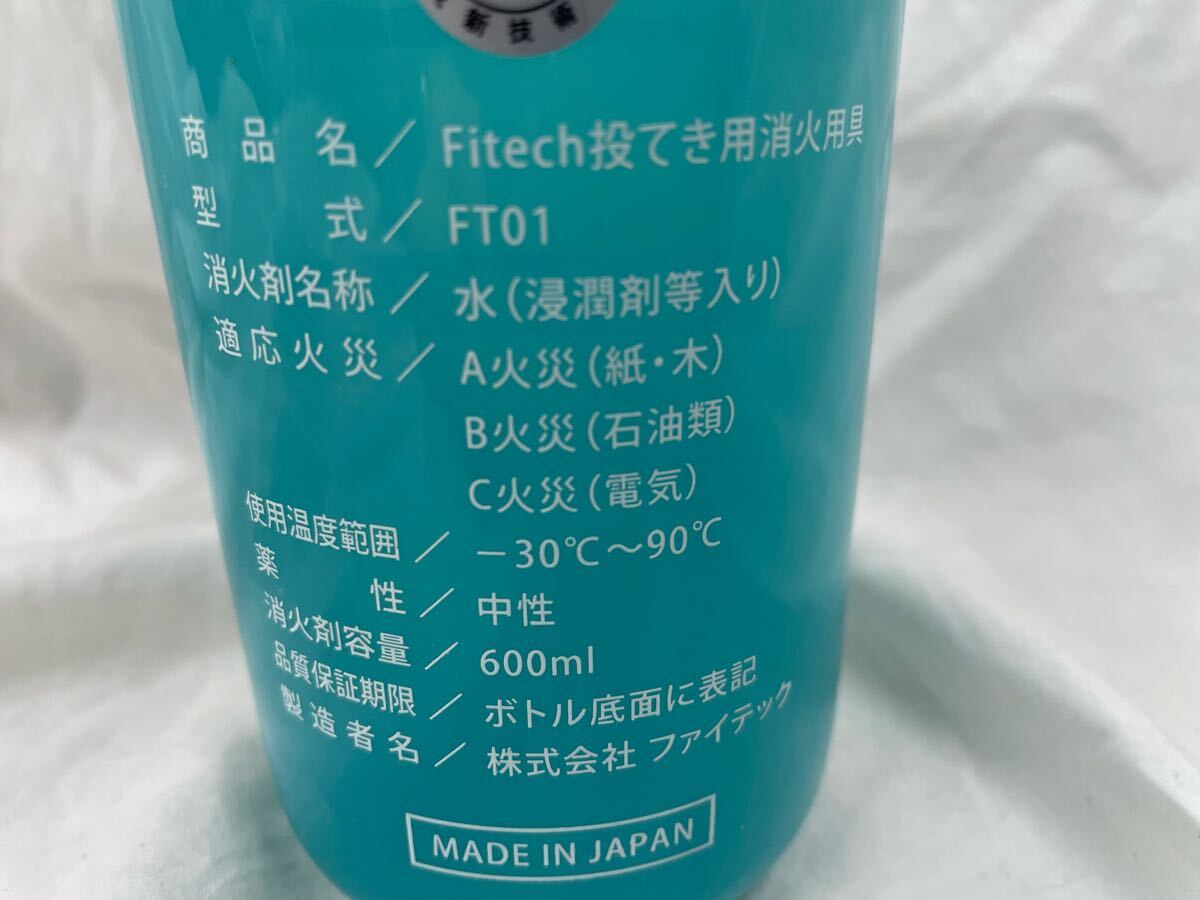 新技術
商品名／Fitech投てき用消火用具
型式／FT01
消火剤名称／水(浸潤剤等入り)
適応火災／A火災(紙・木)
B火災(石油類)
C火災(電気)
使用温度範囲／－30℃～90℃
薬性／中性
消火剤容量／600ml
品質保証期限／ボトル底面に表記
製造者名／株式会社 ファイテック
MADE IN JAPAN